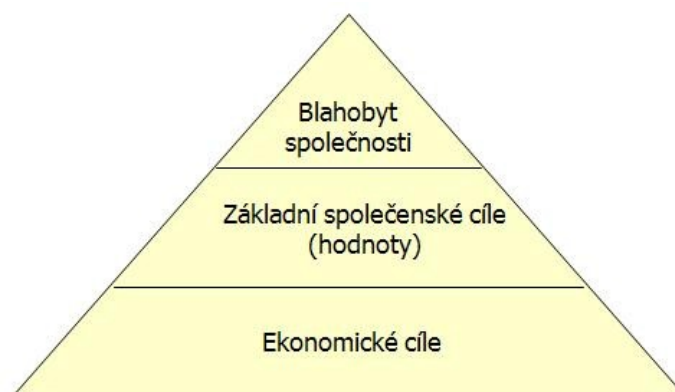 Blahobyt
společnosti
Základní společenské cíle
(hodnoty)
Ekonomické cíle